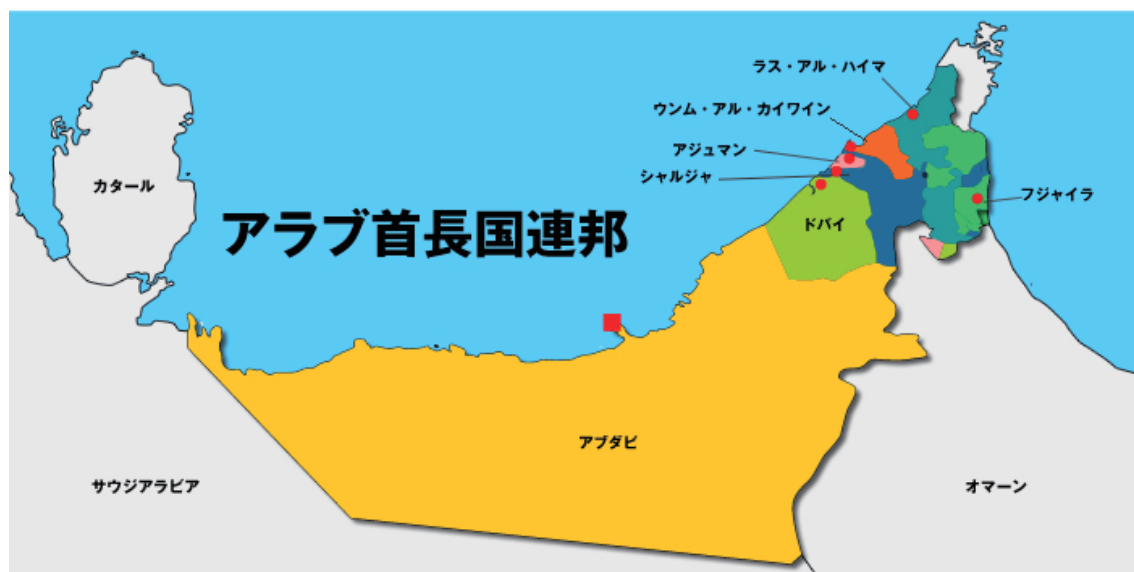 ラス・アル・ハイマ
ウンム・アル・カイワイン
アジュマン
シャルジャ
カタール
フジャイラ
アラブ首長国連邦
ドバイ
アブダビ
サウジアラビア
オマーン